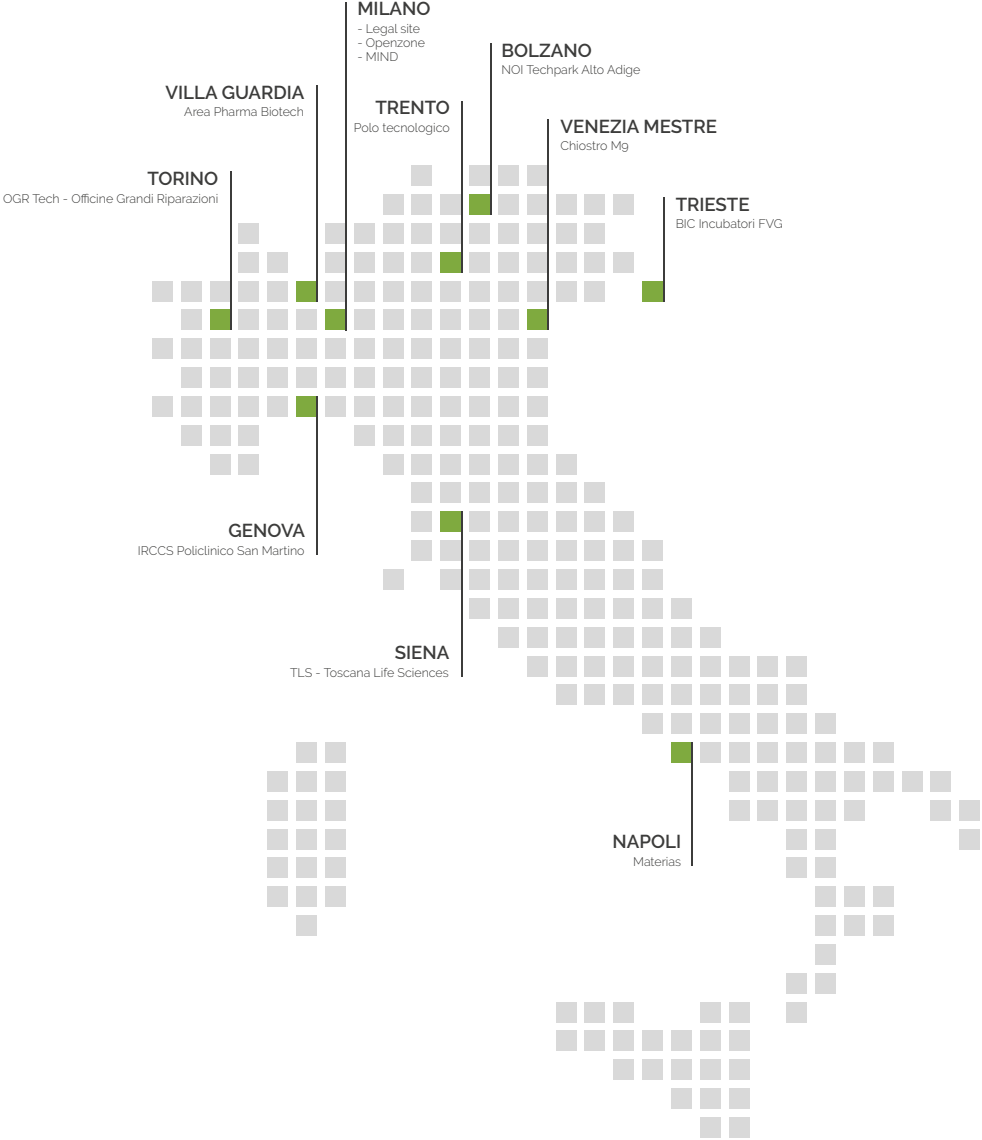 MILANO
- Legal site
- Openzone
- MIND
BOLZANO
NOI Techpark Alto Adige
VILLA GUARDIA
Area Pharma Biotech
TRENTO
Polo tecnologico
VENEZIA MESTRE
Chiostro M9
TORINO
OGR Tech - Officine Grandi Riparazioni
TRIESTE
BIC Incubatori FVG
GENOVA
IRCCS Policlinico San Martino
SIENA
TLS - Toscana Life Sciences
NAPOLI
Materias